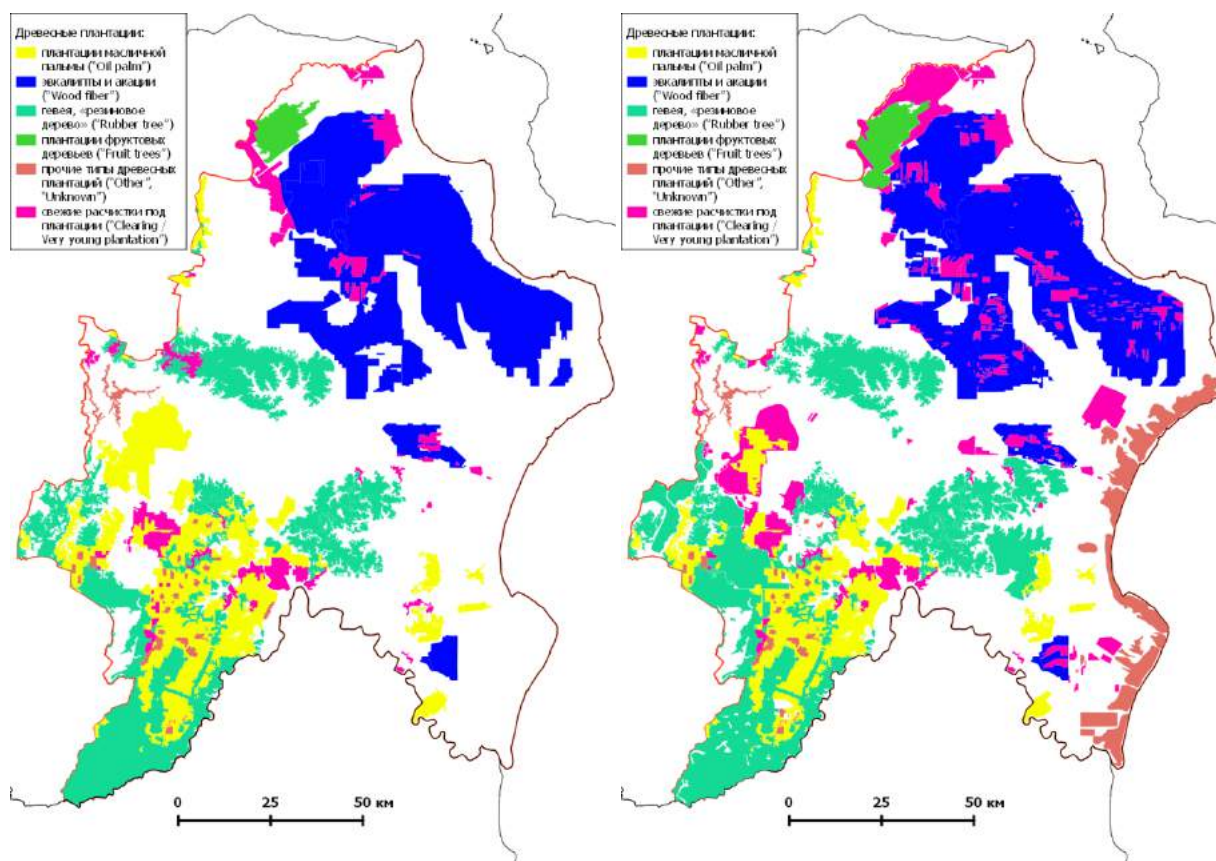 Древесные плантации:
плантации масличной
пальмы ("Oil palm")
эвкалипты и акации
("Wood fiber")
гевея, «резиновое
дерево» ("Rubber tree")
плантации фруктовых
деревьев ("Fruit trees")
прочие типы древесных
плантаций ("Other",
"Unknown")
свежие расчистки под
плантации ("Clearing /
Very young plantation")
0 25 50 км
Древесные плантации:
плантации масличной
пальмы ("Oil palm")
эвкалипты и акации
("Wood fiber")
гевея, «резиновое
дерево» ("Rubber tree")
плантации фруктовых
деревьев ("Fruit trees")
прочие типы древесных
плантаций ("Other",
"Unknown")
свежие расчистки под
плантации ("Clearing /
Very young plantation")
0 25 50 км